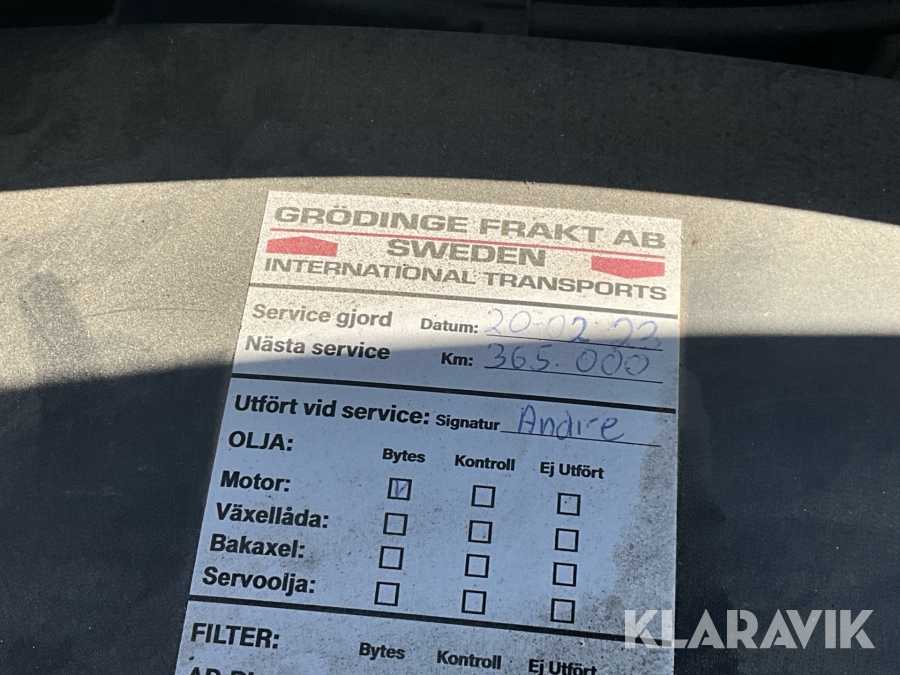 GRÖDINGE FRAKT AB
SWEDEN
INTERNATIONAL TRANSPORTS
Service gjord Datum: 20-02-22
Nästa service Km: 365.000
Utfört vid service: Signatur Andre
OLJA: Bytes Kontroll Ej Utfört
Motor:
Växellåda:
Bakaxel:
Servoolja:
FILTER: Bytes Kontroll Ej Utfört
KLARAVIK